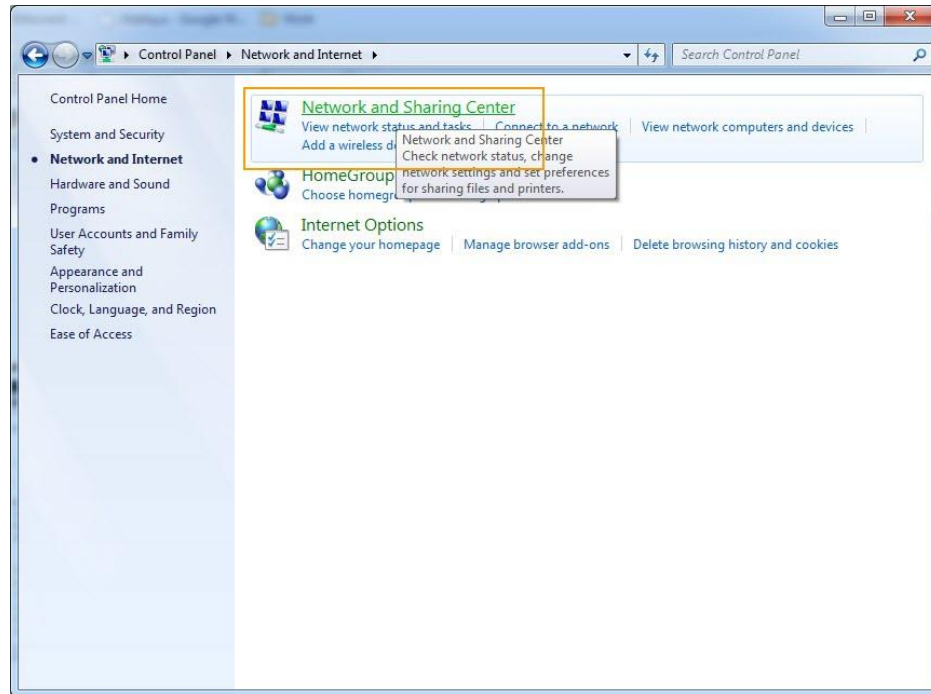 Control Panel ▸ Network and Internet ▸
Search Control Panel
Control Panel Home
System and Security
Network and Internet
Hardware and Sound
Programs
User Accounts and Family
Safety
Appearance and
Personalization
Clock, Language, and Region
Ease of Access
Network and Sharing Center
View network status and tasks | Connect to a network | View network computers and devices
Add a wireless
Network and Sharing Center
Check network status, change
network settings and set preferences
for sharing files and printers.
HomeGroup
Choose
Internet Options
Change your homepage | Manage browser add-ons | Delete browsing history and cookies